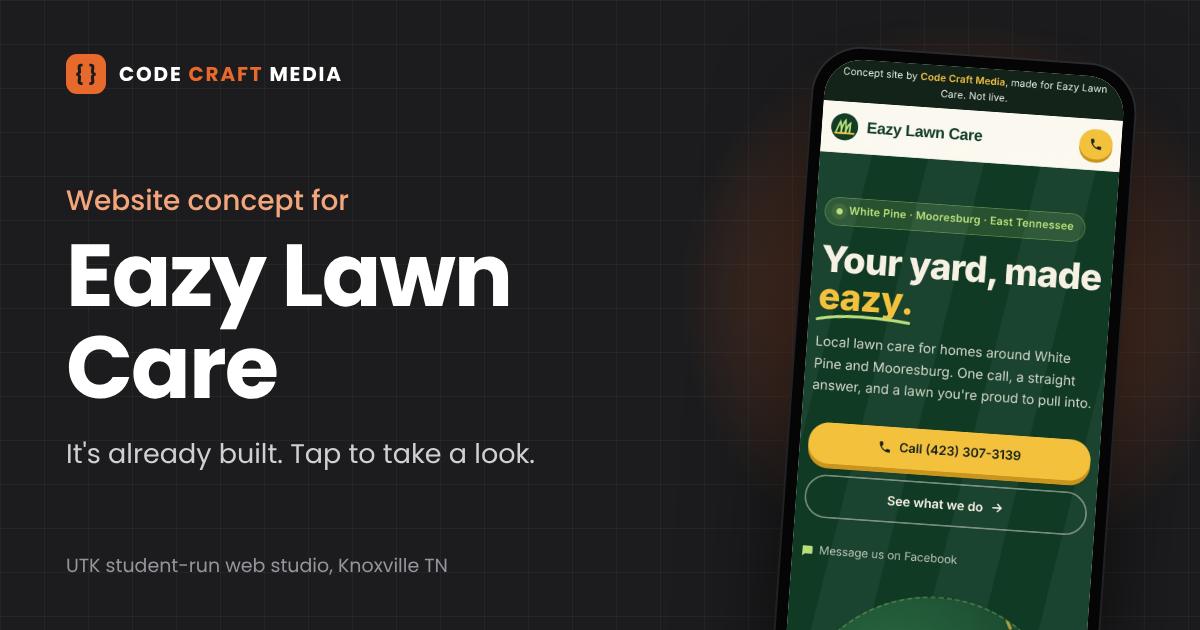 { } CODE CRAFT MEDIA
Website concept for
Eazy Lawn
Care
It's already built. Tap to take a look.
UTK student-run web studio, Knoxville TN
Concept site by Code Craft Media, made for Eazy Lawn
Care. Not live.
Eazy Lawn Care
White Pine · Mooresburg · East Tennessee
Your yard, made
eazy.
Local lawn care for homes around White
Pine and Mooresburg. One call, a straight
answer, and a lawn you're proud to pull into.
Call (423) 307-3139
See what we do →
Message us on Facebook